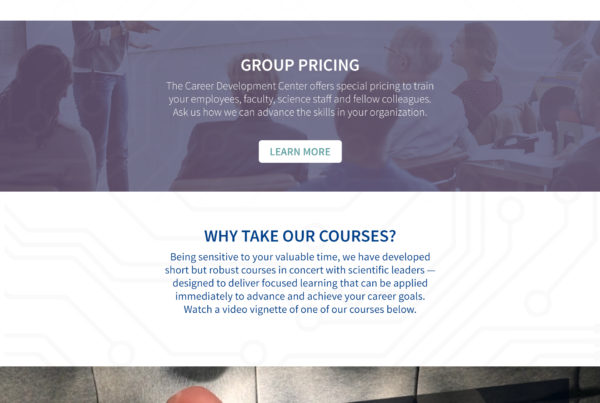 GROUP PRICING
The Career Development Center offers special pricing to train
your employees, faculty, science staff and fellow colleagues.
Ask us how we can advance the skills in your organization.
LEARN MORE
WHY TAKE OUR COURSES?
Being sensitive to your valuable time, we have developed
short but robust courses in concert with scientific leaders —
designed to deliver focused learning that can be applied
immediately to advance and achieve your career goals.
Watch a video vignette of one of our courses below.